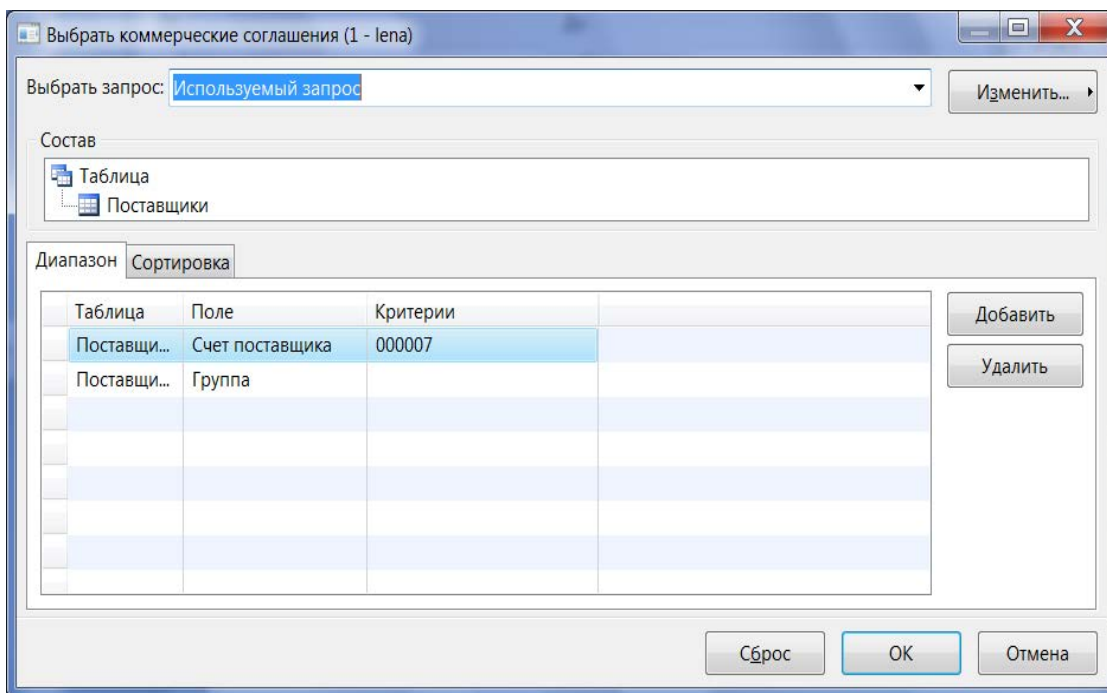 Выбрать коммерческие соглашения (1 - lena)
Выбрать запрос: Используемый запрос Изменить...
Состав
Таблица
Поставщики
Диапазон Сортировка
Таблица Поле Критерии Добавить
Поставщи... Счет поставщика 000007
Удалить
Поставщи... Группа
Сброс OK Отмена